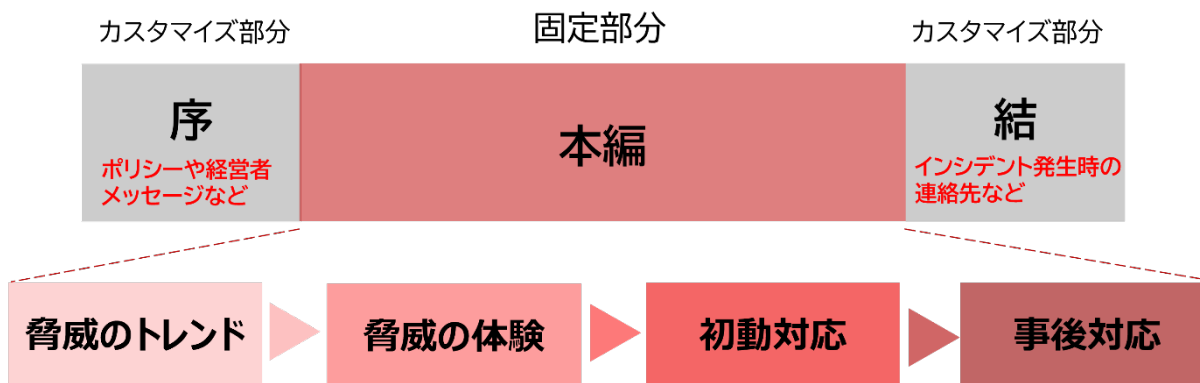 カスタマイズ部分
固定部分
カスタマイズ部分
序
ポリシーや経営者
メッセージなど
本編
結
インシデント発生時の
連絡先など
脅威のトレンド
脅威の体験
初動対応
事後対応